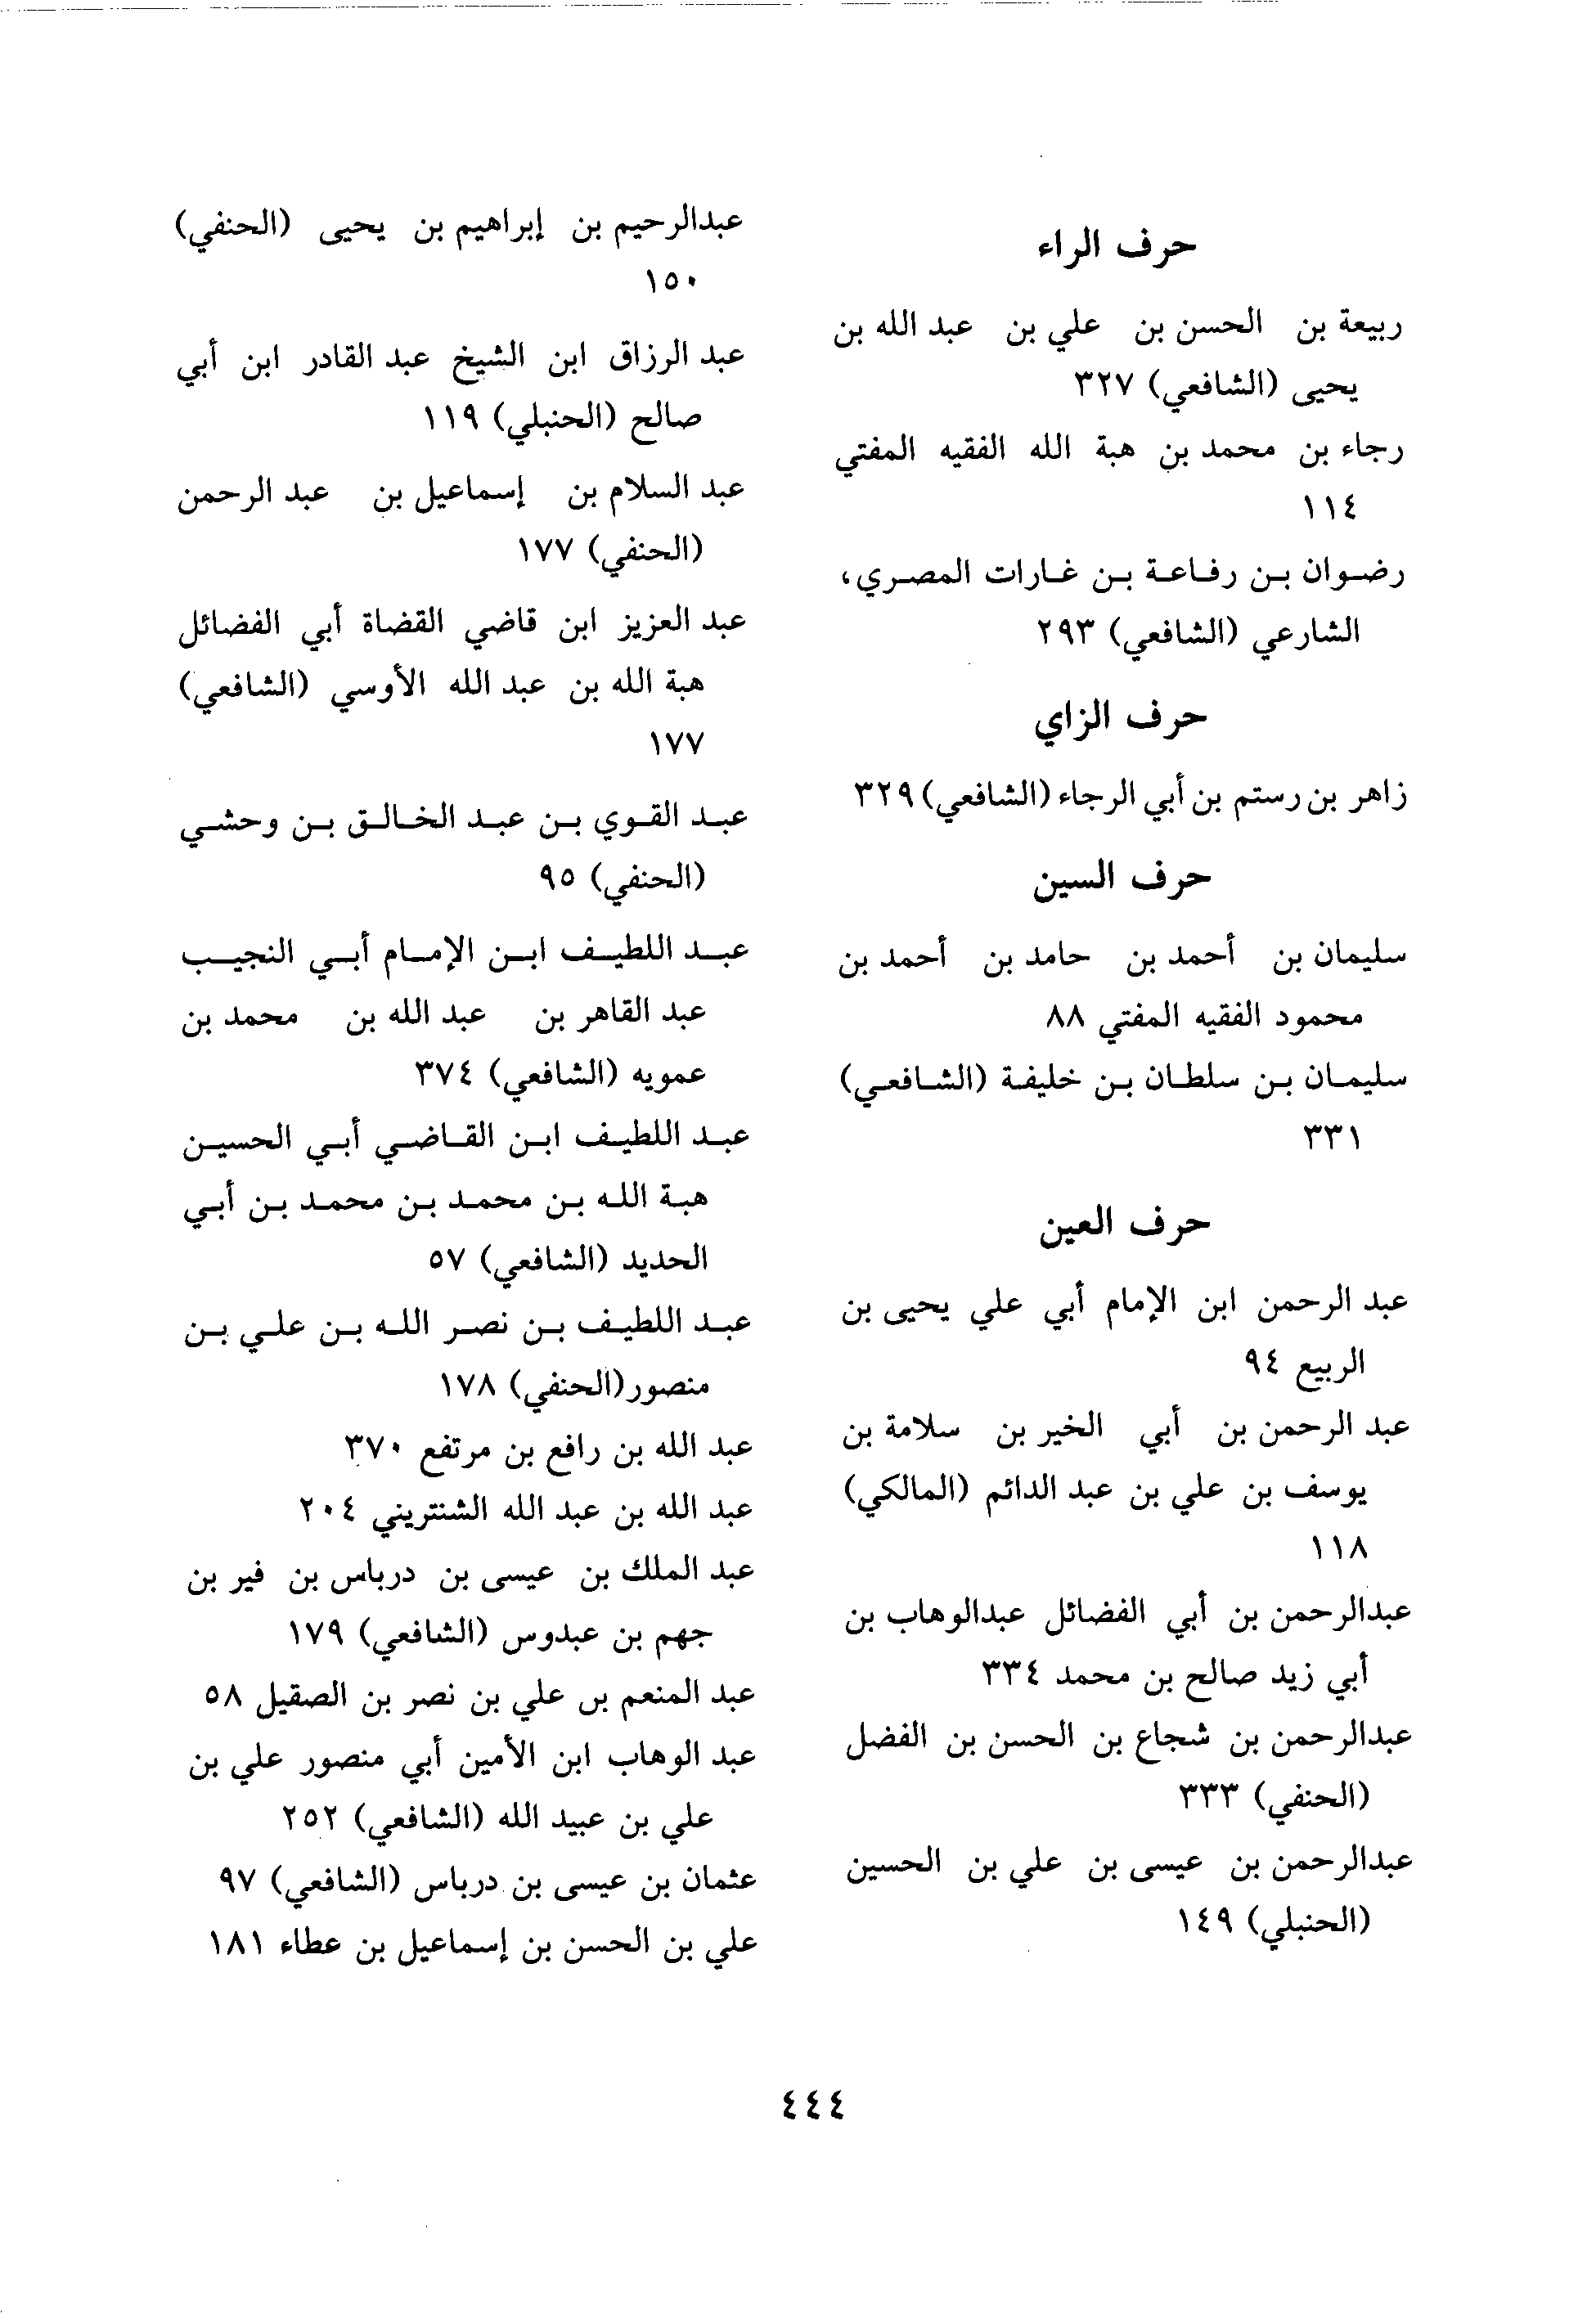 حرف الراء
ربيعة بن الحسن بن علي بن عبد الله بن
يحيى (الشافعي) ٣٢٧
رجاء بن محمد بن هبة الله الفقيه المفتي
١١٤
رضوان بن رفاعة بن غارات المصري،
الشارعي (الشافعي) ٢٩٣
حرف الزاي
زاهر بن رستم بن أبي الرجاء (الشافعي) ٣٢٩
حرف السين
سليمان بن أحمد بن حامد بن أحمد بن
محمود الفقيه المفتي ٨٨
سليمان بن سلطان بن خليفة (الشافعي)
٣٣١
حرف العين
عبد الرحمن ابن الإمام أبي علي يحيى بن
الربيع ٩٤
عبد الرحمن بن أبي الخير بن سلامة بن
يوسف بن علي بن عبد الدائم (المالكي)
١١٨
عبدالرحمن بن أبي الفضائل عبدالوهاب بن
أبي زيد صالح بن محمد ٣٣٤
عبدالرحمن بن شجاع بن الحسن بن الفضل
(الحنفي) ٣٣٣
عبدالرحمن بن عيسى بن علي بن الحسين
(الحنبلي) ١٤٩
عبدالرحيم بن إبراهيم بن يحيى (الحنفي)
١٥٠
عبد الرزاق ابن الشيخ عبد القادر ابن أبي
صالح (الحنبلي) ١١٩
عبد السلام بن إسماعيل بن عبد الرحمن
(الحنفي) ١٧٧
عبد العزيز ابن قاضي القضاة أبي الفضائل
هبة الله بن عبد الله الأوسي (الشافعي)
١٧٧
عبد القوي بن عبد الخالق بن وحشي
(الحنفي) ٩٥
عبد اللطيف ابن الإمام أبي النجيب
عبد القاهر بن عبد الله بن محمد بن
عمويه (الشافعي) ٣٧٤
عبد اللطيف ابن القاضي أبي الحسين
هبة الله بن محمد بن محمد بن أبي
الحديد (الشافعي) ٥٧
عبد اللطيف بن نصر الله بن علي بن
منصور(الحنفي) ١٧٨
عبد الله بن رافع بن مرتفع ٣٧٠
عبد الله بن عبد الله الشنتريني ٢٠٤
عبد الملك بن عيسى بن درباس بن فير بن
جهم بن عبدوس (الشافعي) ١٧٩
عبد المنعم بن علي بن نصر بن الصقيل ٥٨
عبد الوهاب ابن الأمين أبي منصور علي بن
علي بن عبيد الله (الشافعي) ٢٥٢
عثمان بن عيسى بن درباس (الشافعي) ٩٧
علي بن الحسن بن إسماعيل بن عطاء ١٨١
٤٤٤